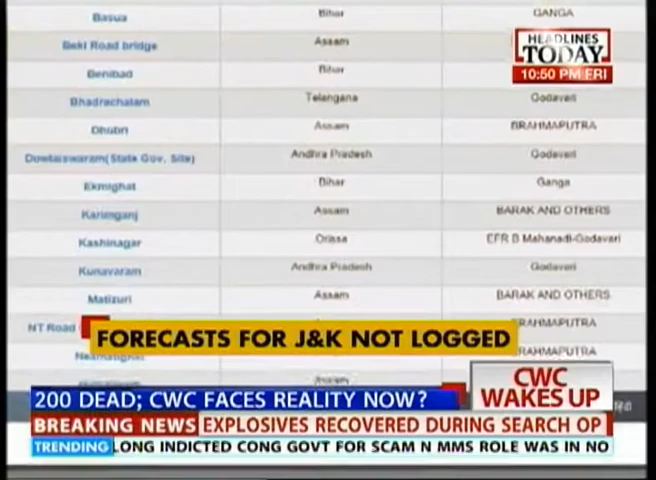 Basua Bihar GANGA
Beki Road bridge Assam
HEADLINES
TODAY
10:50 PM FRI
Benibad Bihar
Bhadrachalam Telangana Godavari
Dhubri Assam BRAHMAPUTRA
Dowlaiswaram(State Gov. Site) Andhra Pradesh Godavari
Ekmighat Bihar Ganga
Karimganj Assam BARAK AND OTHERS
Kashinagar Orissa EFR B Mahanadi-Godavari
Kunavaram Andhra Pradesh Godavari
Matizuri Assam BARAK AND OTHERS
NT Road
FORECASTS FOR J&K NOT LOGGED
200 DEAD; CWC FACES REALITY NOW?
CWC
WAKES UP
BREAKING NEWS EXPLOSIVES RECOVERED DURING SEARCH OP
TRENDING LONG INDICTED CONG GOVT FOR SCAM N MMS ROLE WAS IN NO